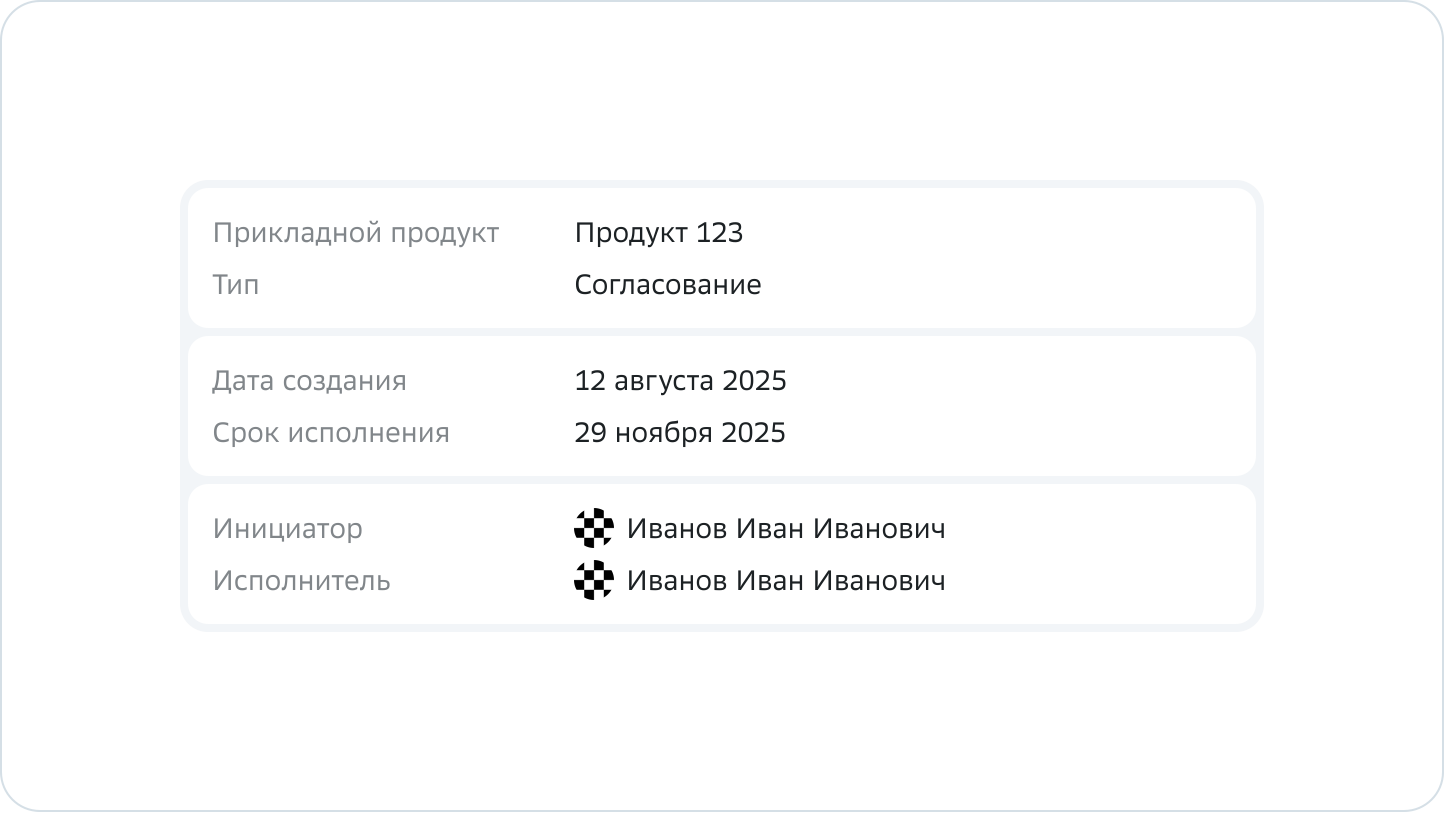 Прикладной продукт Продукт 123
Тип Согласование
Дата создания 12 августа 2025
Срок исполнения 29 ноября 2025
Инициатор Иванов Иван Иванович
Исполнитель Иванов Иван Иванович